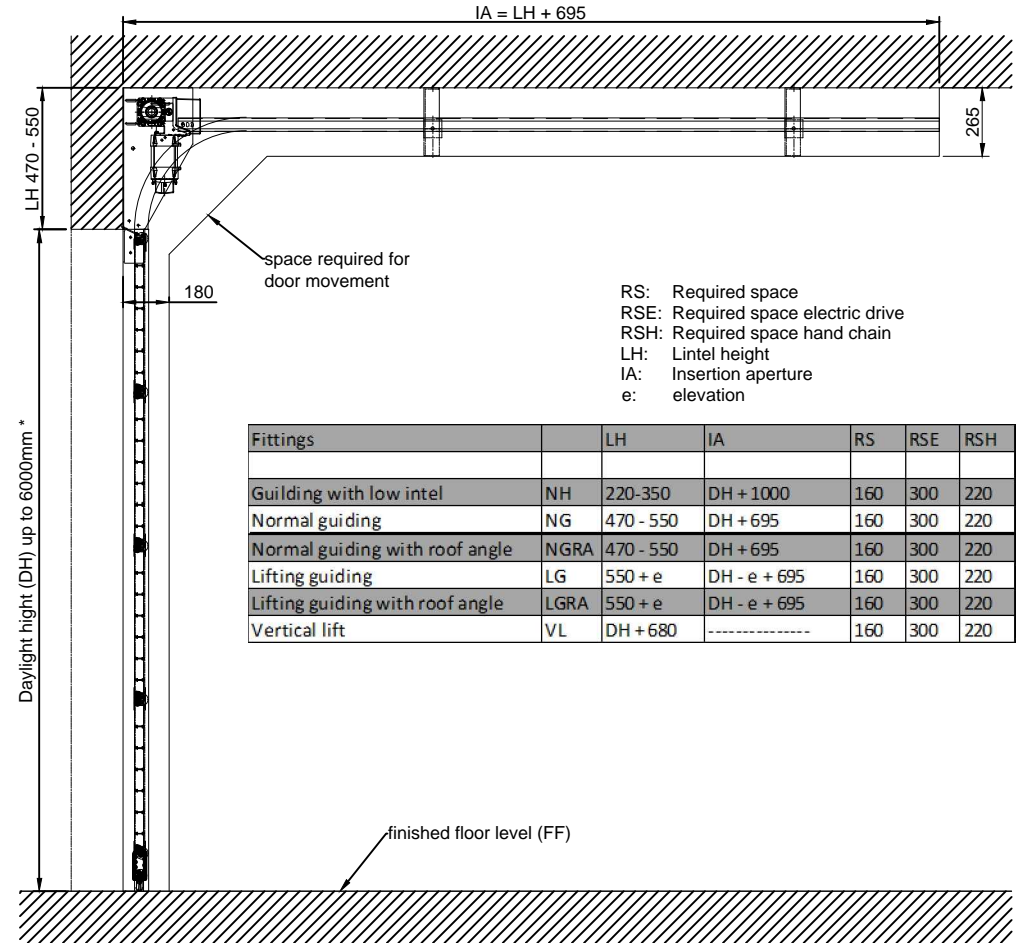 IA = LH + 695
LH 470 - 550
265
space required for
door movement
180
RS: Required space
RSE: Required space electric drive
RSH: Required space hand chain
LH: Lintel height
IA: Insertion aperture
e: elevation
Daylight high (DH) up to 6000mm *
Fittings LH IA RS RSE RSH
Guilding with low intel NH 220-350 DH + 1000 160 300 220
Normal guiding NG 470 - 550 DH + 695 160 300 220
Normal guiding with roof angle NGRA 470 - 550 DH + 695 160 300 220
Lifting guiding LG 550 + e DH - e + 695 160 300 220
Lifting guiding with roof angle LGRA 550 + e DH - e + 695 160 300 220
Vertical lift VL DH + 680 --------------- 160 300 220
finished floor level (FF)